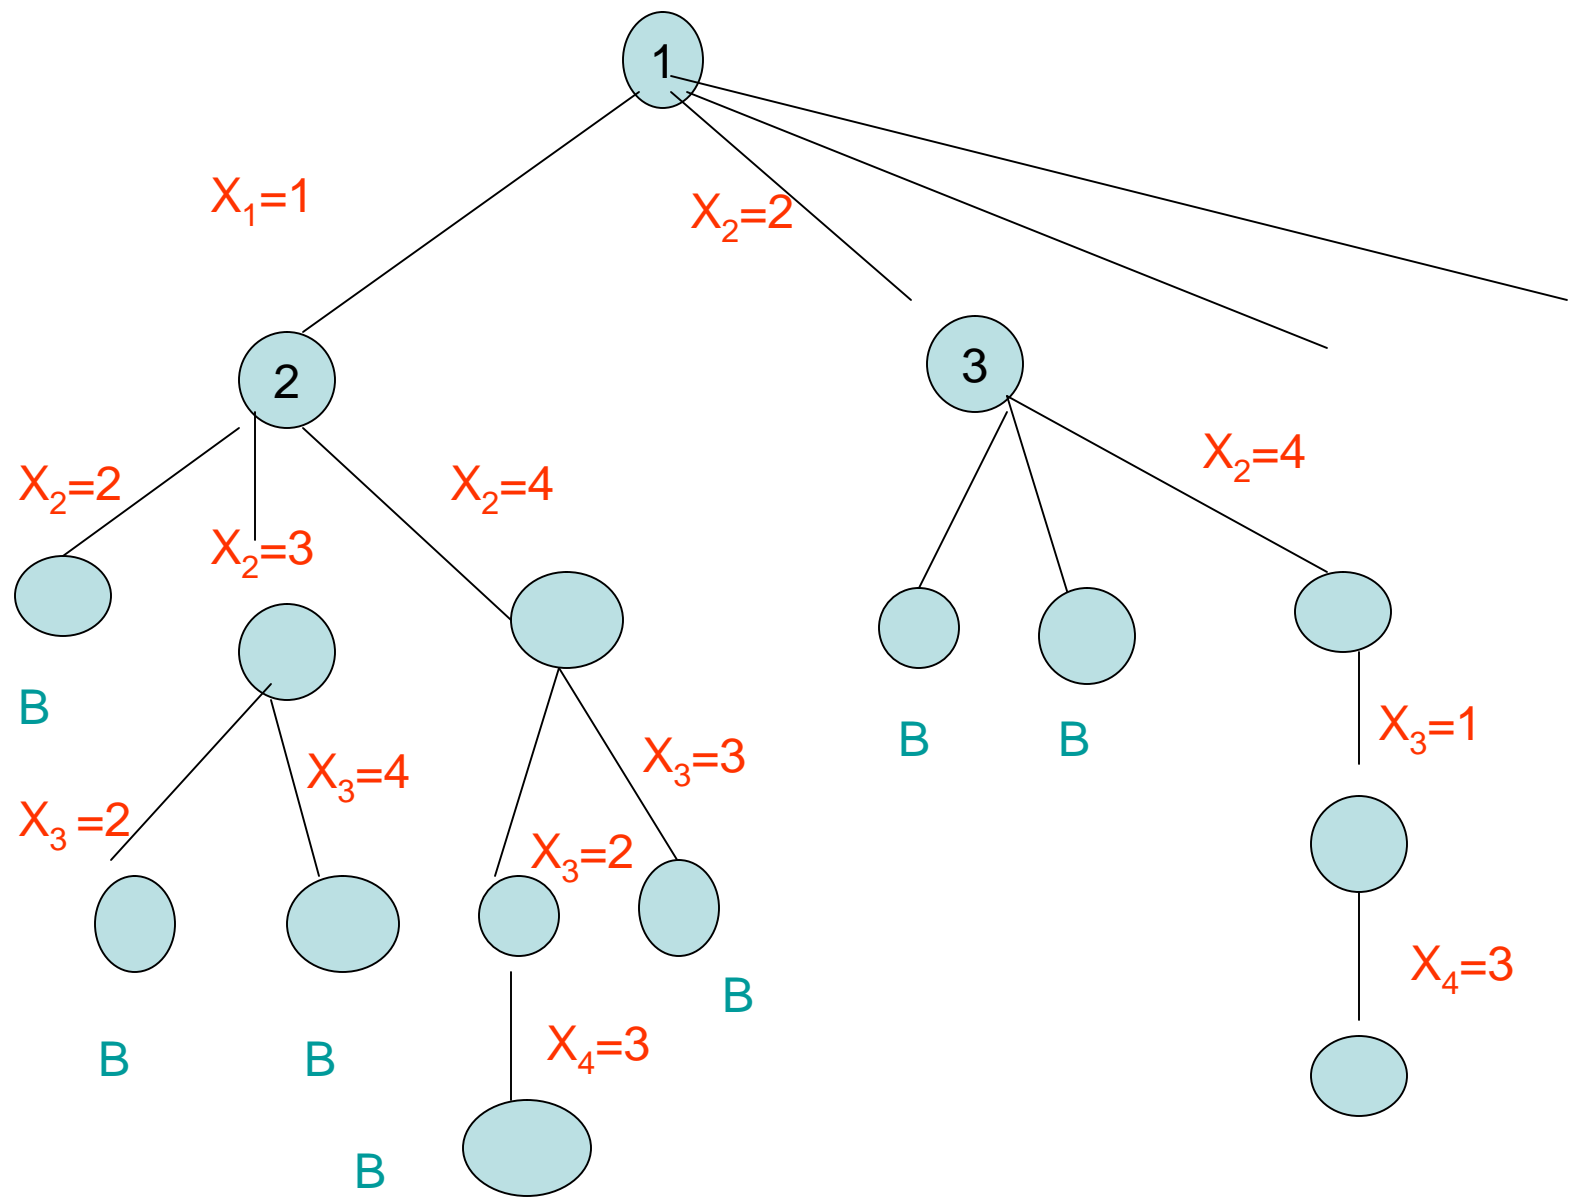 1
X₁=1
X₂=2
2
3
X₂=2
X₂=3
X₂=4
X₂=4
B
B
B
X₃=1
X₃ =2
X₃=4
X₃=2
X₃=3
B
B
B
X₄=3
X₄=3
B